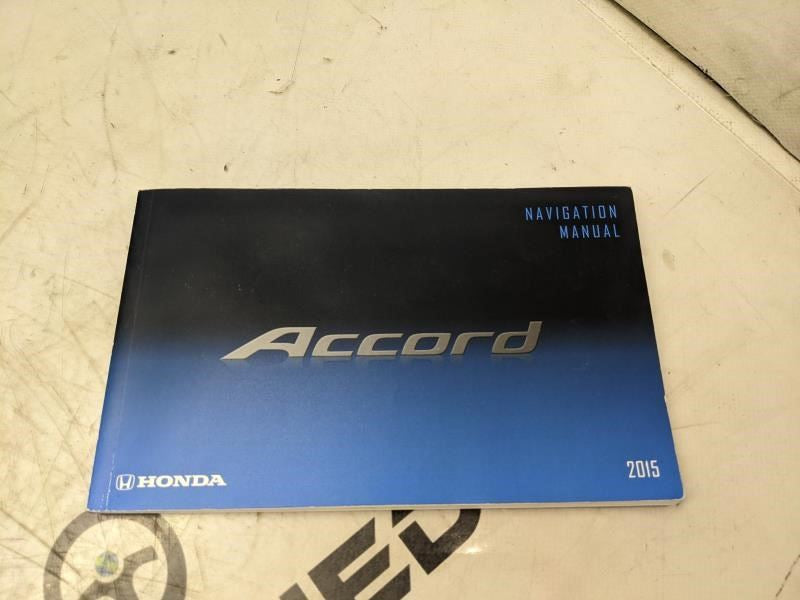 NAVIGATION
MANUAL
Accord
HONDA
2015